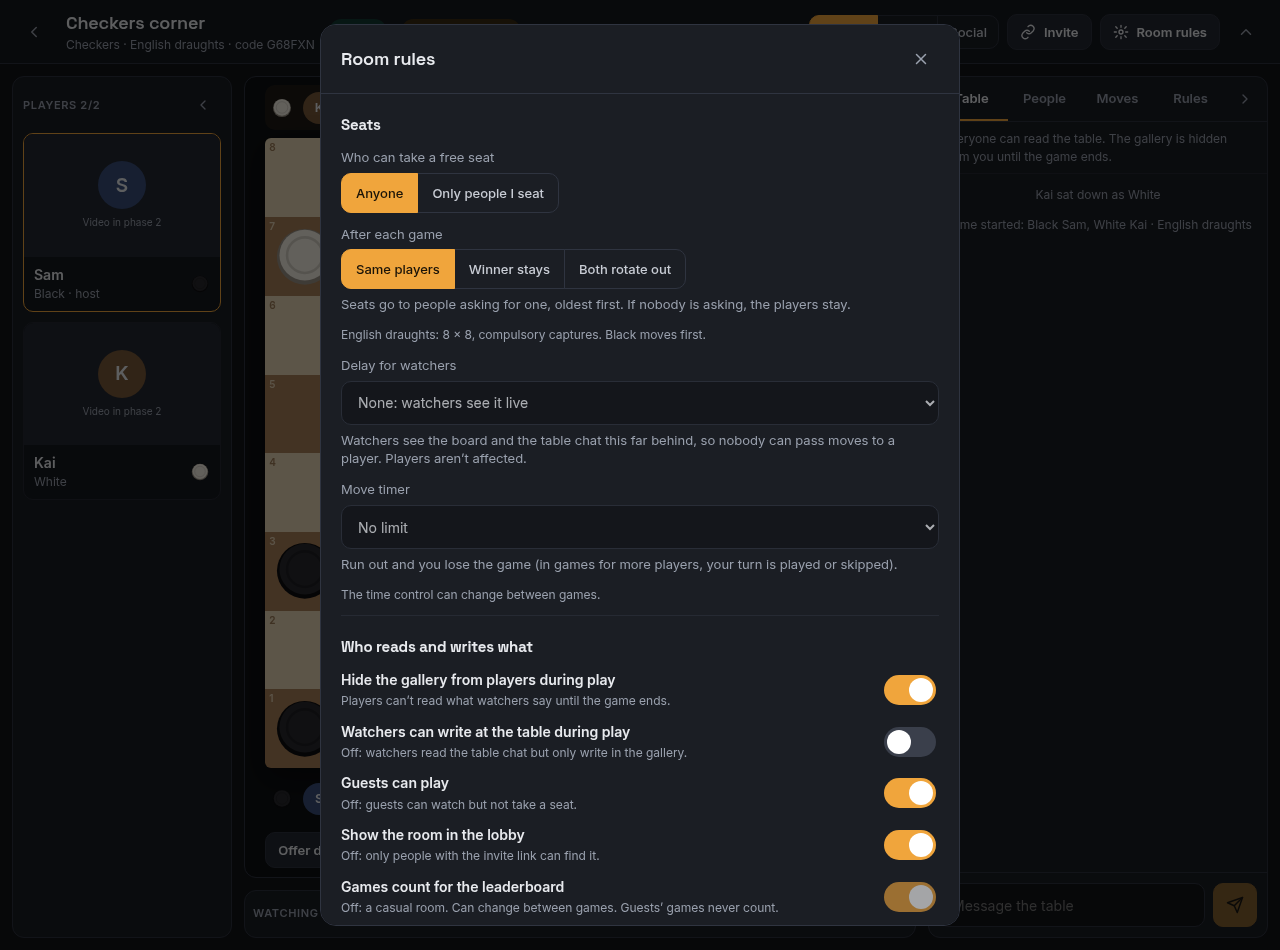 Checkers corner
Checkers · English draughts · code G68FXN
Invite
Room rules
PLAYERS 2/2
S
Video in phase 2
Sam
Black · host
K
Video in phase 2
Kai
White
8
7
6
5
4
3
2
1
WATCHING
Room rules
Seats
Who can take a free seat
Anyone
Only people I seat
After each game
Same players
Winner stays
Both rotate out
Seats go to people asking for one, oldest first. If nobody is asking, the players stay.
English draughts: 8 × 8, compulsory captures. Black moves first.
Delay for watchers
None: watchers see it live
Watchers see the board and the table chat this far behind, so nobody can pass moves to a
player. Players aren’t affected.
Move timer
No limit
Run out and you lose the game (in games for more players, your turn is played or skipped).
The time control can change between games.
Who reads and writes what
Hide the gallery from players during play
Players can’t read what watchers say until the game ends.
Watchers can write at the table during play
Off: watchers read the table chat but only write in the gallery.
Guests can play
Off: guests can watch but not take a seat.
Show the room in the lobby
Off: only people with the invite link can find it.
Games count for the leaderboard
Off: a casual room. Can change between games. Guests’ games never count.
Table
People
Moves
Rules
can read the table. The gallery is hidden
you until the game ends.
Kai sat down as White
started: Black Sam, White Kai · English draughts
Message the table